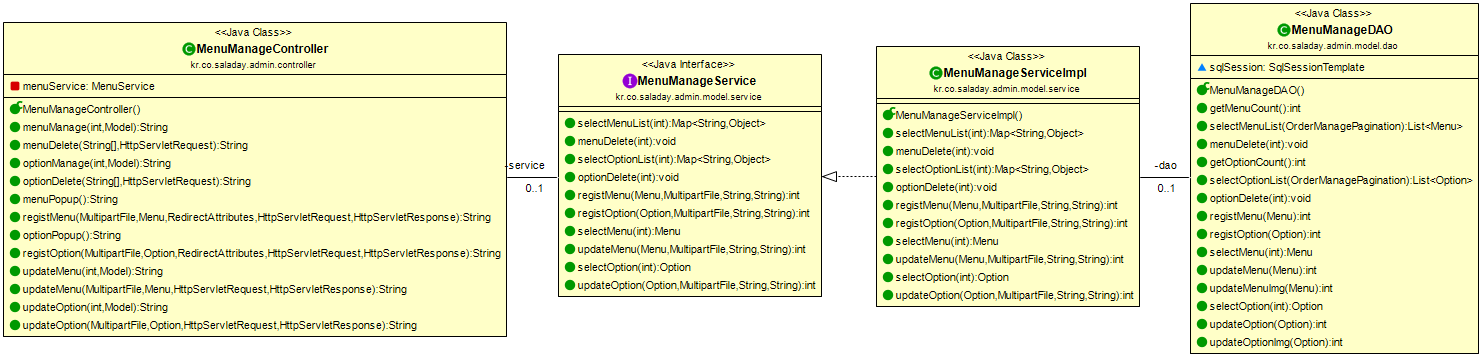 <<Java Class>>
MenuManageController
kr.co.saladay.admin.controller
menuService: MenuService
MenuManageController()
menuManage(int,Model):String
menuDelete(String[],HttpServletRequest):String
optionManage(int,Model):String
optionDelete(String[],HttpServletRequest):String
menuPopup():String
registMenu(MultipartFile,Menu,RedirectAttributes,HttpServletRequest,HttpServletResponse):String
optionPopup():String
registOption(MultipartFile,Option,RedirectAttributes,HttpServletRequest,HttpServletResponse):String
updateMenu(int,Model):String
updateMenu(MultipartFile,Menu,HttpServletRequest,HttpServletResponse):String
updateOption(int,Model):String
updateOption(MultipartFile,Option,HttpServletRequest,HttpServletResponse):String
-service
0..1
<<Java Interface>>
MenuManageService
kr.co.saladay.admin.model.service
selectMenuList(int):Map<String,Object>
menuDelete(int):void
selectOptionList(int):Map<String,Object>
optionDelete(int):void
registMenu(Menu,MultipartFile,String,String):int
registOption(Option,MultipartFile,String,String):int
selectMenu(int):Menu
updateMenu(Menu,MultipartFile,String,String):int
selectOption(int):Option
updateOption(Option,MultipartFile,String,String):int
<<Java Class>>
MenuManageServiceImpl
kr.co.saladay.admin.model.service
MenuManageServiceImpl()
selectMenuList(int):Map<String,Object>
menuDelete(int):void
selectOptionList(int):Map<String,Object>
optionDelete(int):void
registMenu(Menu,MultipartFile,String,String):int
registOption(Option,MultipartFile,String,String):int
selectMenu(int):Menu
updateMenu(Menu,MultipartFile,String,String):int
selectOption(int):Option
updateOption(Option,MultipartFile,String,String):int
-dao
0..1
<<Java Class>>
MenuManageDAO
kr.co.saladay.admin.model.dao
sqlSession: SqlSessionTemplate
MenuManageDAO()
getMenuCount():int
selectMenuList(OrderManagePagination):List<Menu>
menuDelete(int):void
getOptionCount():int
selectOptionList(OrderManagePagination):List<Option>
optionDelete(int):void
registMenu(Menu):int
registOption(Option):int
selectMenu(int):Menu
updateMenu(Menu):int
updateMenuImg(Menu):int
selectOption(int):Option
updateOption(Option):int
updateOptionImg(Option):int